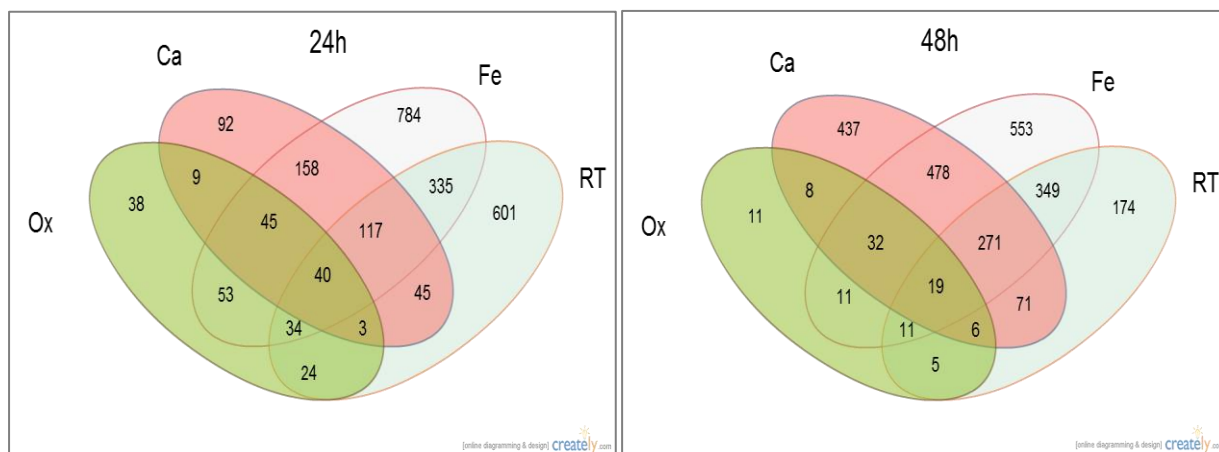 24h
Ca
Fe
784
92
158
335
RT
9
601
38
45
117
Ox
40
53
45
34
3
24
[online diagramming & design] creately.com
48h
Ca
Fe
437
553
478
349
RT
8
174
11
32
271
Ox
19
11
71
11
6
5
[online diagramming & design] creately.co